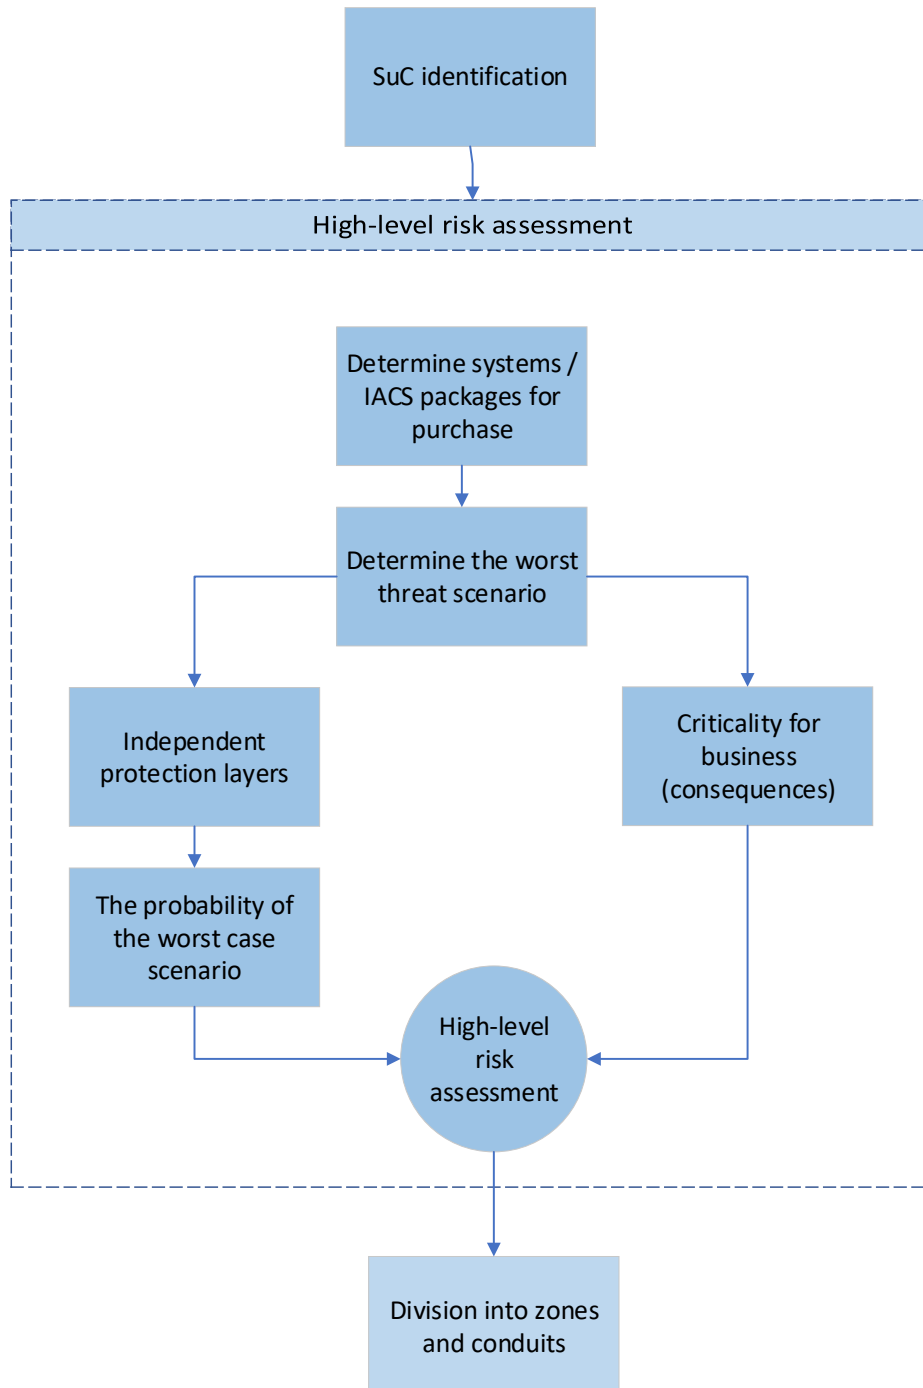 SuC identification
High-level risk assessment
Determine systems /
IACS packages for
purchase
Determine the worst
threat scenario
Independent
protection layers
Criticality for
business
(consequences)
The probability of
the worst case
scenario
High-level
risk
assessment
Division into zones
and conduits